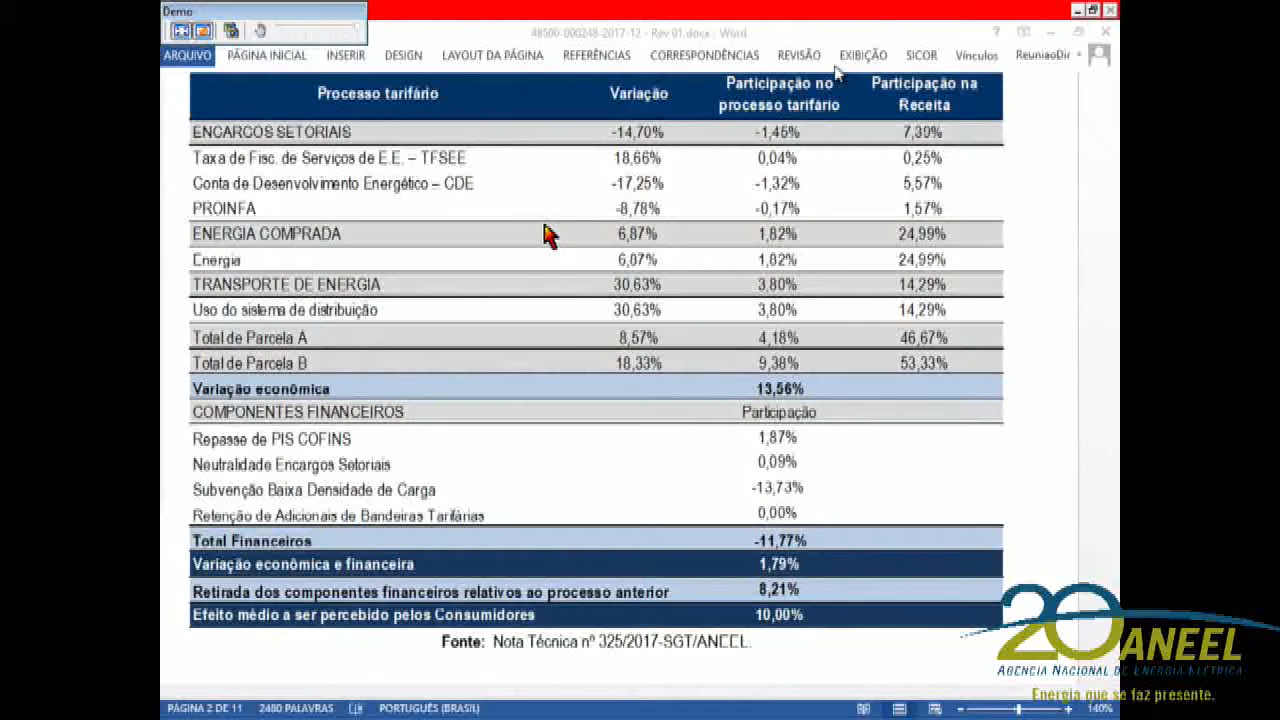 Demo
48500-000248-2017-12 - Rev 01.docx - Word
ARQUIVO PÁGINA INICIAL INSERIR DESIGN LAYOUT DA PÁGINA REFERÊNCIAS CORRESPONDÊNCIAS REVISÃO EXIBIÇÃO SICOR Vínculos ReuniaoDir
Processo tarifário Variação Participação no processo tarifário Participação na Receita
ENCARGOS SETORIAIS -14,70% -1,45% 7,39%
Taxa de Fisc. de Serviços de E.E. – TFSEE 18,66% 0,04% 0,25%
Conta de Desenvolvimento Energético – CDE -17,25% -1,32% 5,57%
PROINFA -8,78% -0,17% 1,57%
ENERGIA COMPRADA 6,87% 1,82% 24,99%
Energia 6,87% 1,82% 24,99%
TRANSPORTE DE ENERGIA 30,63% 3,80% 14,29%
Uso do sistema de distribuição 30,63% 3,80% 14,29%
Total de Parcela A 8,57% 4,18% 46,67%
Total de Parcela B 18,33% 9,38% 53,33%
Variação econômica 13,56%
COMPONENTES FINANCEIROS Participação
Repasse de PIS COFINS 1,87%
Neutralidade Encargos Setoriais 0,09%
Subvenção Baixa Densidade de Carga -13,73%
Retenção de Adicionais de Bandeiras Tarifárias 0,00%
Total Financeiros -11,77%
Variação econômica e financeira 1,79%
Retirada dos componentes financeiros relativos ao processo anterior 8,21%
Efeito médio a ser percebido pelos Consumidores 10,00%
Fonte: Nota Técnica nº 325/2017-SGT/ANEEL.
20 ANEEL
AGENCIA NACIONAL DE ENERGIA ELÉTRICA
Energia que se faz presente.
PÁGINA 2 DE 11 2480 PALAVRAS PORTUGUÊS (BRASIL) 140%